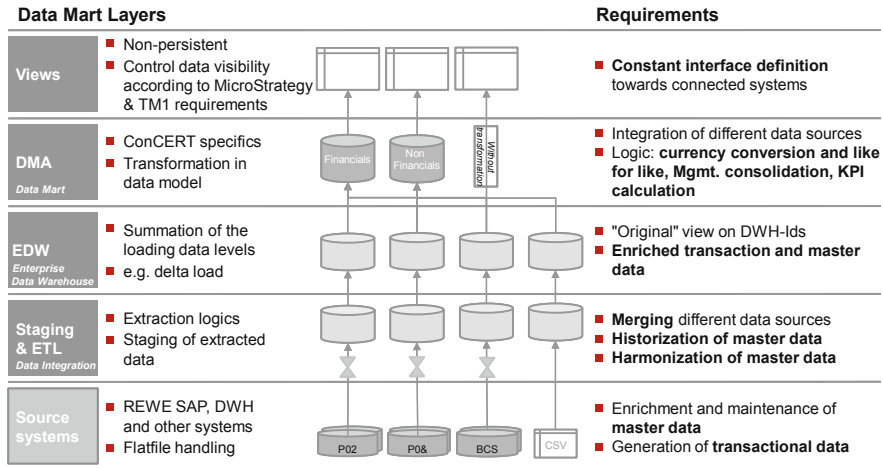 Data Mart Layers
Requirements
Views
Non-persistent
Control data visibility
according to MicroStrategy
& TM1 requirements
Constant interface definition
towards connected systems
DMA
Data Mart
ConCERT specifics
Transformation in
data model
Financials
Non
Financials
Without
transformation
Integration of different data sources
Logic: currency conversion and like
for like, Mgmt. consolidation, KPI
calculation
EDW
Enterprise
Data Warehouse
Summation of the
loading data levels
e.g. delta load
"Original" view on DWH-Ids
Enriched transaction and master
data
Staging
& ETL
Data Integration
Extraction logics
Staging of extracted
data
Merging different data sources
Historization of master data
Harmonization of master data
Source
systems
REWE SAP, DWH
and other systems
Flatfile handling
P02
P0&
BCS
CSV
Enrichment and maintenance of
master data
Generation of transactional data